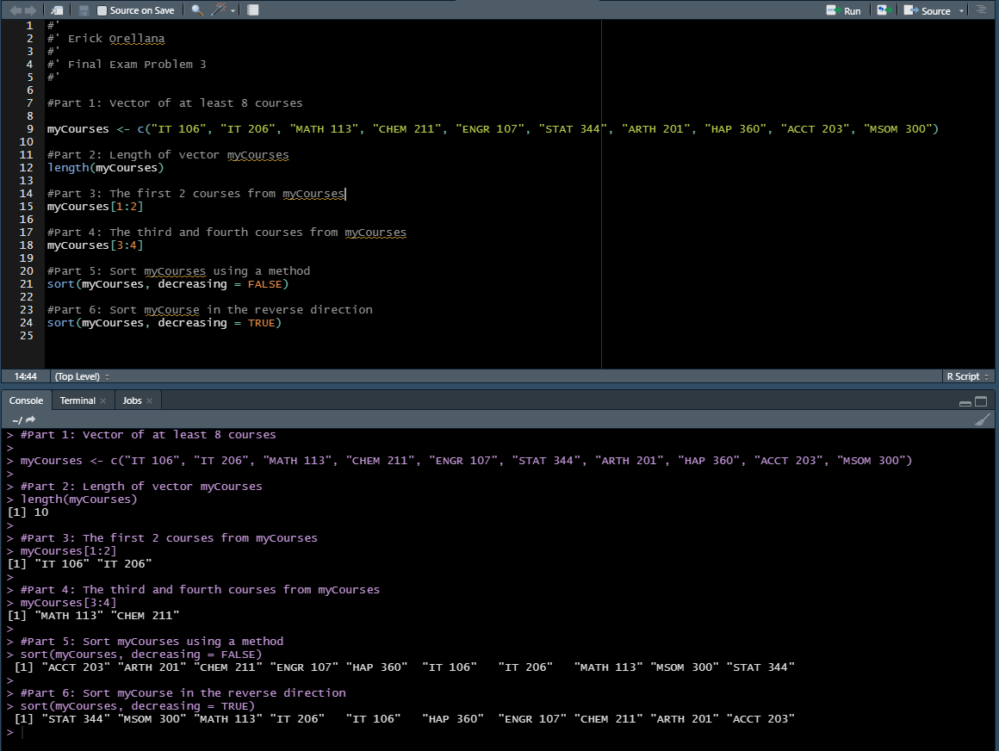 Source on Save Run Source
1 #'
2 #' Erick Orellana
3 #'
4 #' Final Exam Problem 3
5 #'
6
7 #Part 1: Vector of at least 8 courses
8
9 myCourses <- c("IT 106", "IT 206", "MATH 113", "CHEM 211", "ENGR 107", "STAT 344", "ARTH 201", "HAP 360", "ACCT 203", "MSOM 300")
10
11 #Part 2: Length of vector myCourses
12 length(myCourses)
13
14 #Part 3: The first 2 courses from myCourses
15 myCourses[1:2]
16
17 #Part 4: The third and fourth courses from myCourses
18 myCourses[3:4]
19
20 #Part 5: Sort myCourses using a method
21 sort(myCourses, decreasing = FALSE)
22
23 #Part 6: Sort myCourse in the reverse direction
24 sort(myCourses, decreasing = TRUE)
25
14:44 (Top Level) R Script
Console Terminal Jobs
~/
> #Part 1: Vector of at least 8 courses
>
> myCourses <- c("IT 106", "IT 206", "MATH 113", "CHEM 211", "ENGR 107", "STAT 344", "ARTH 201", "HAP 360", "ACCT 203", "MSOM 300")
>
> #Part 2: Length of vector myCourses
> length(myCourses)
[1] 10
>
> #Part 3: The first 2 courses from myCourses
> myCourses[1:2]
[1] "IT 106" "IT 206"
>
> #Part 4: The third and fourth courses from myCourses
> myCourses[3:4]
[1] "MATH 113" "CHEM 211"
>
> #Part 5: Sort myCourses using a method
> sort(myCourses, decreasing = FALSE)
[1] "ACCT 203" "ARTH 201" "CHEM 211" "ENGR 107" "HAP 360" "IT 106" "IT 206" "MATH 113" "MSOM 300" "STAT 344"
>
> #Part 6: Sort myCourse in the reverse direction
> sort(myCourses, decreasing = TRUE)
[1] "STAT 344" "MSOM 300" "MATH 113" "IT 206" "IT 106" "HAP 360" "ENGR 107" "CHEM 211" "ARTH 201" "ACCT 203"
>